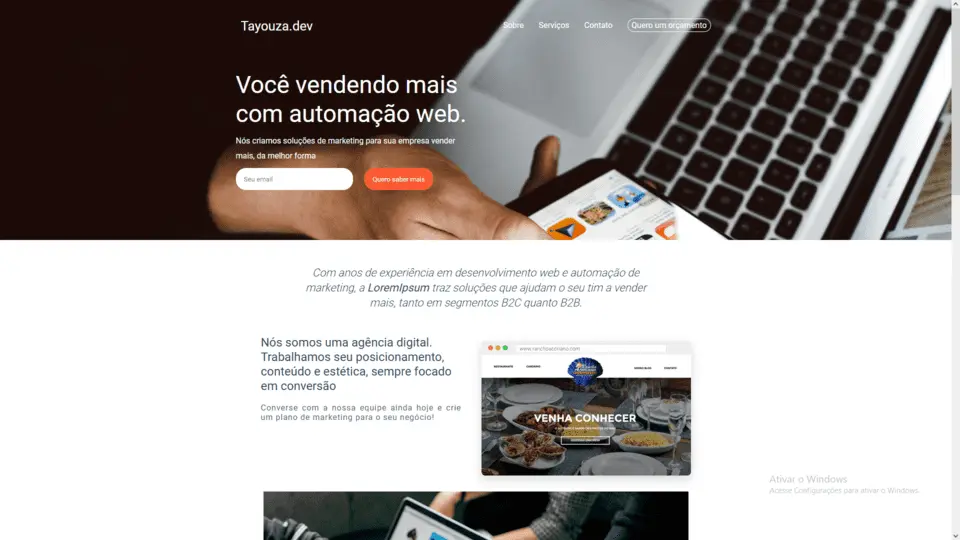 Tayouza.dev
Sobre Serviços Contato Quero um orçamento
Você vendendo mais
com automação web.
Nós criamos soluções de marketing para sua empresa vender
mais, da melhor forma
Seu email Quero saber mais
Com anos de experiência em desenvolvimento web e automação de
marketing, a LoremIpsum traz soluções que ajudam o seu tim a vender
mais, tanto em segmentos B2C quanto B2B.
Nós somos uma agência digital.
Trabalhamos seu posicionamento,
conteúdo e estética, sempre focado
em conversão
Converse com a nossa equipe ainda hoje e crie
um plano de marketing para o seu negócio!
VENHA CONHECER
Ativar o Windows
Acesse Configurações para ativar o Windows.